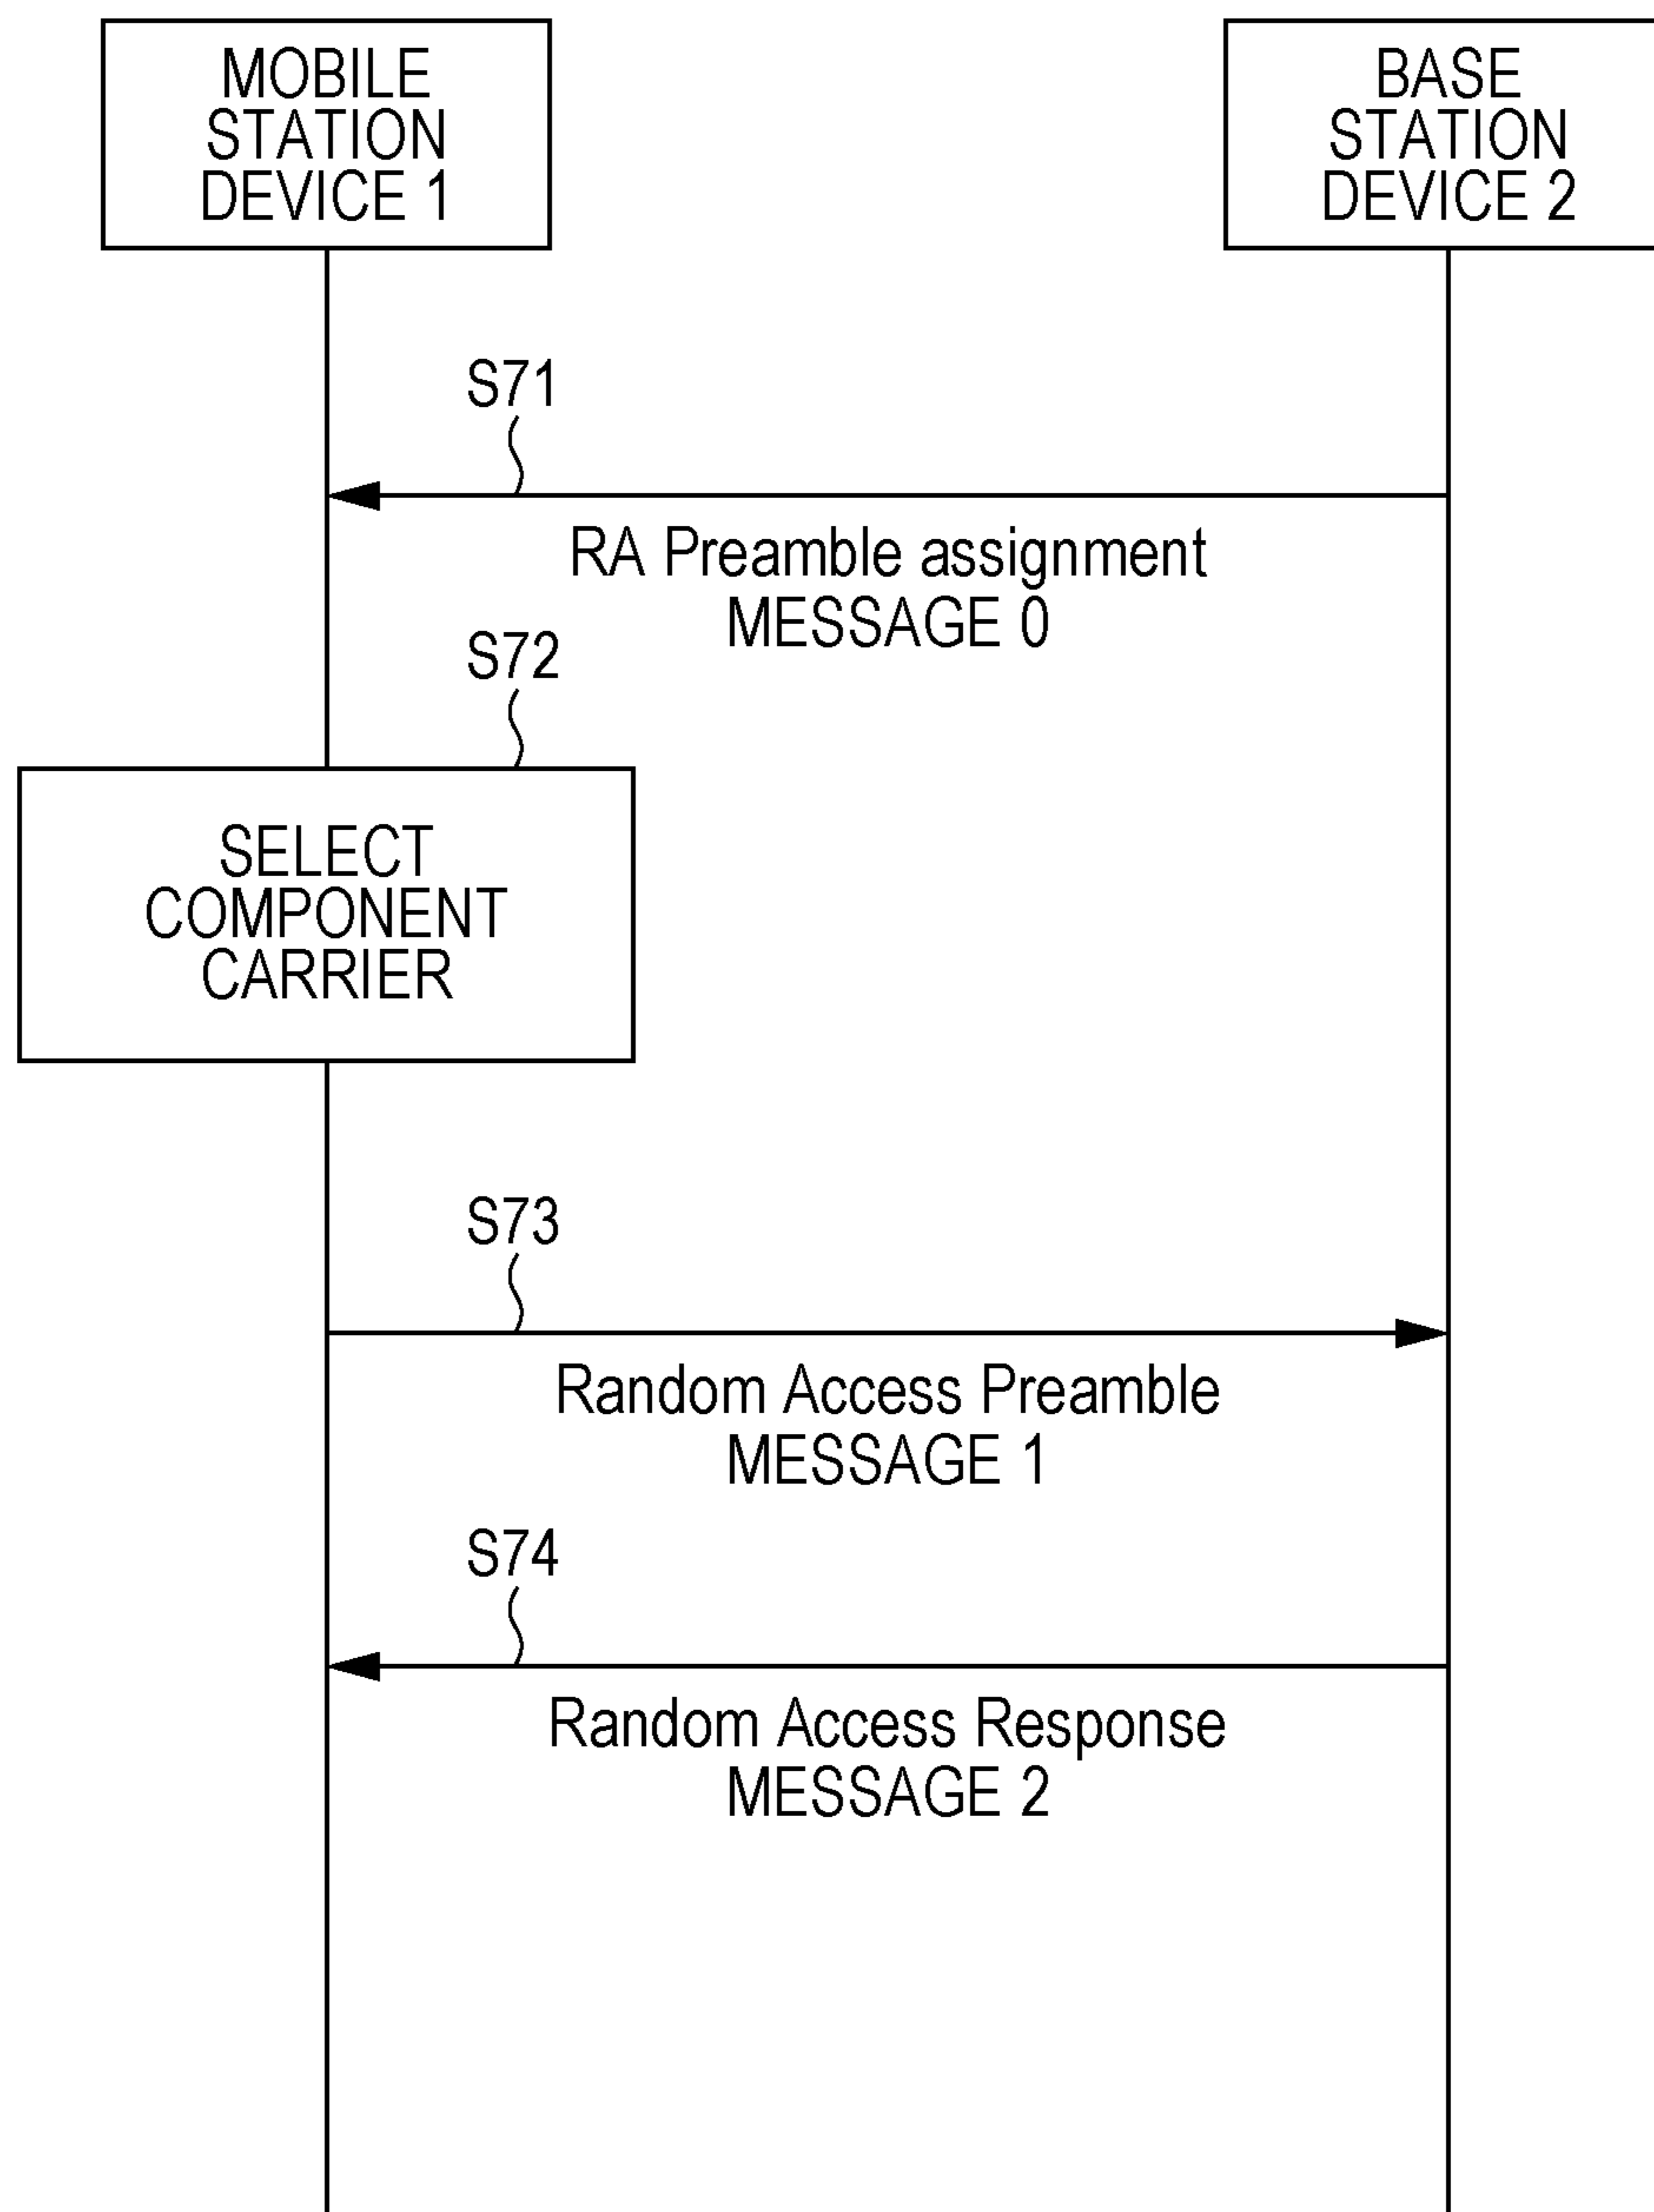 MOBILE
STATION
DEVICE 1
BASE
STATION
DEVICE 2
S71
RA Preamble assignment
MESSAGE 0
S72
SELECT
COMPONENT
CARRIER
S73
Random Access Preamble
MESSAGE 1
S74
Random Access Response
MESSAGE 2